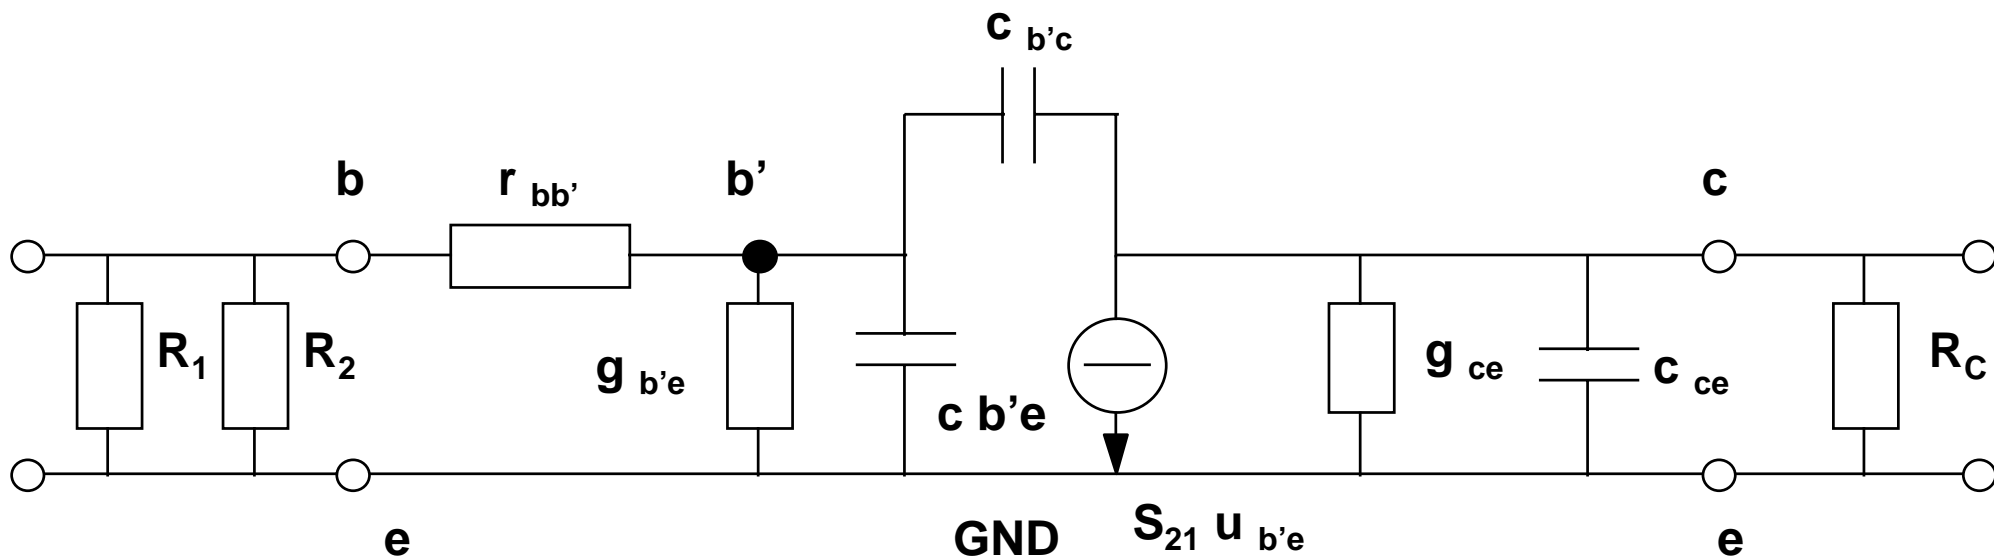 c b’c
b r bb’ b’ c
R1 R2 g b’e c b’e g ce c ce RC
e GND S21 u b’e e